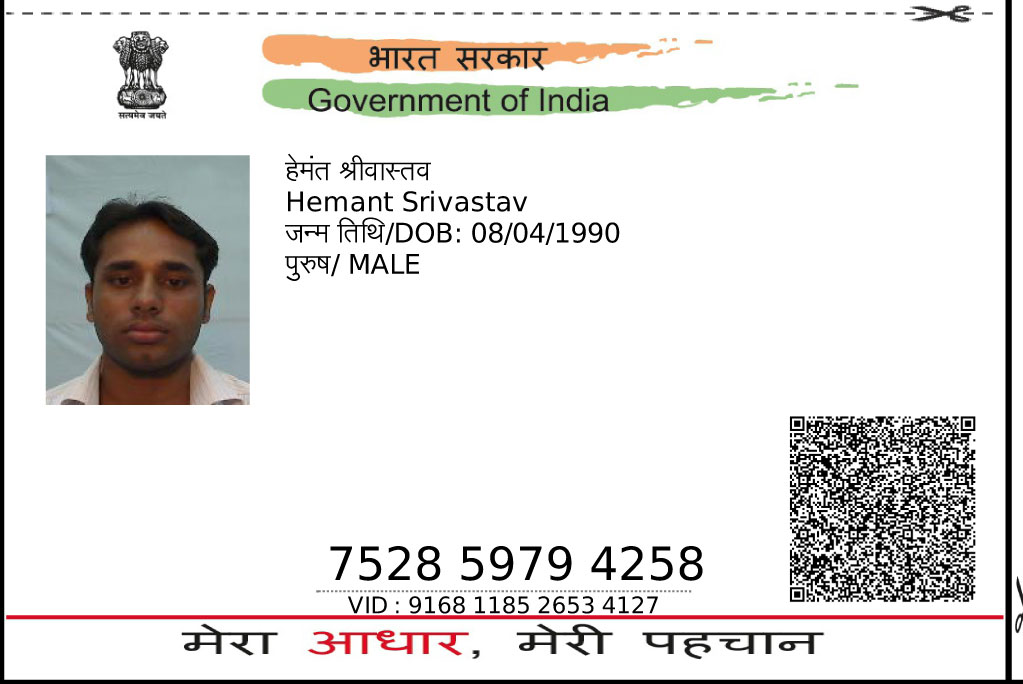 भारत सरकार
Government of India
सत्यमेव जयते
हेमंत श्रीवास्तव
Hemant Srivastav
जन्म तिथि/DOB: 08/04/1990
पुरुष/ MALE
7528 5979 4258
VID : 9168 1185 2653 4127
मेरा आधार, मेरी पहचान